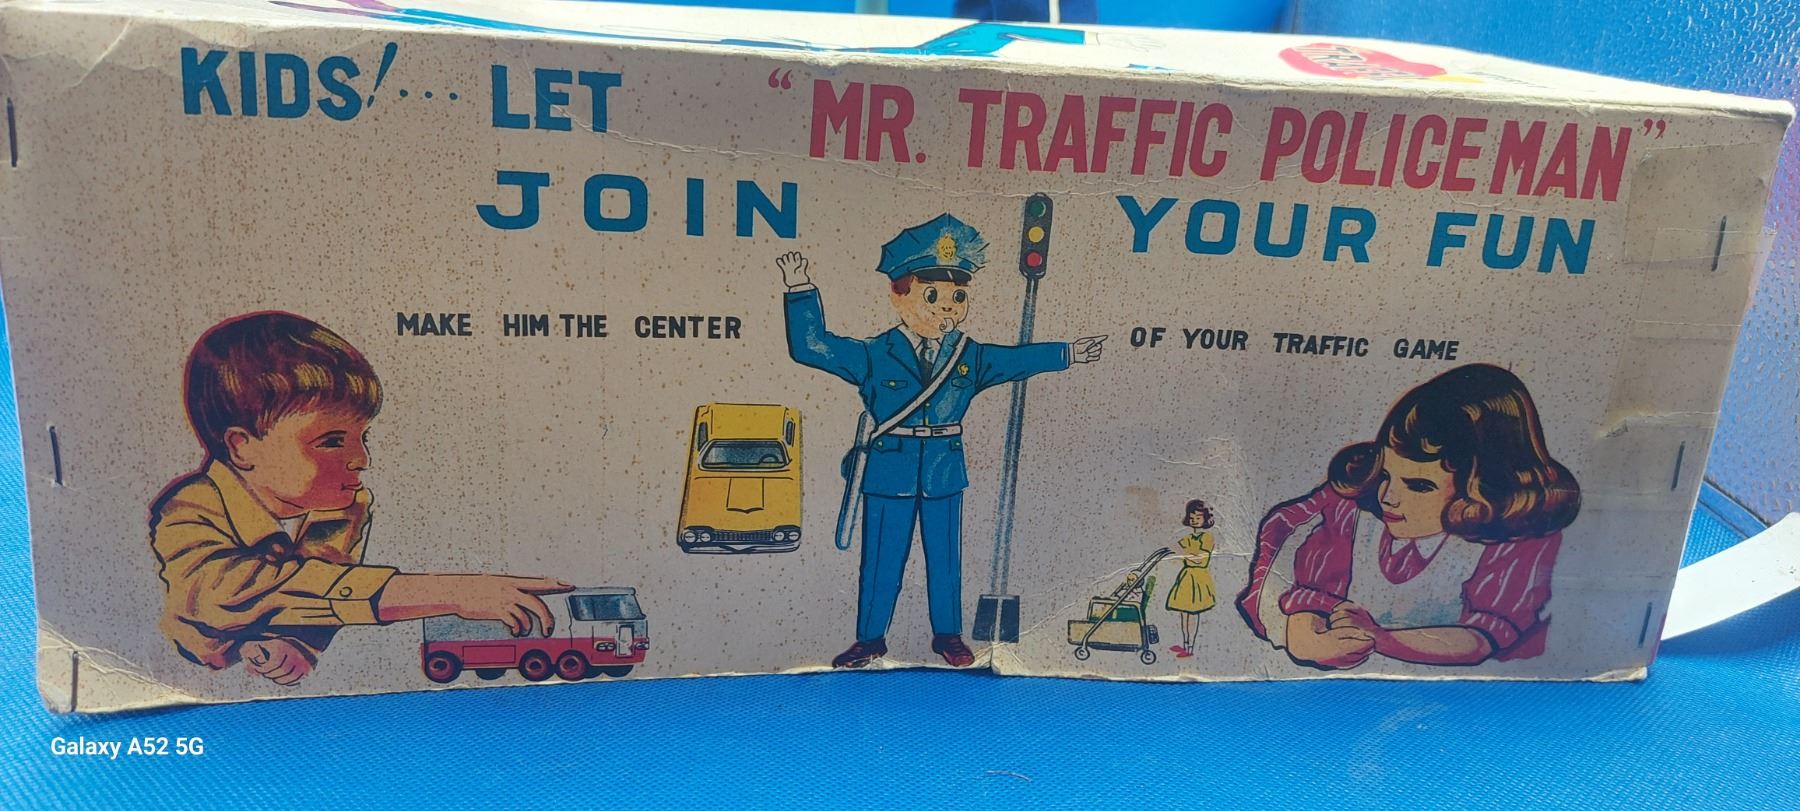 KIDS!... LET "MR. TRAFFIC POLICEMAN"
JOIN YOUR FUN
MAKE HIM THE CENTER OF YOUR TRAFFIC GAME
Galaxy A52 5G